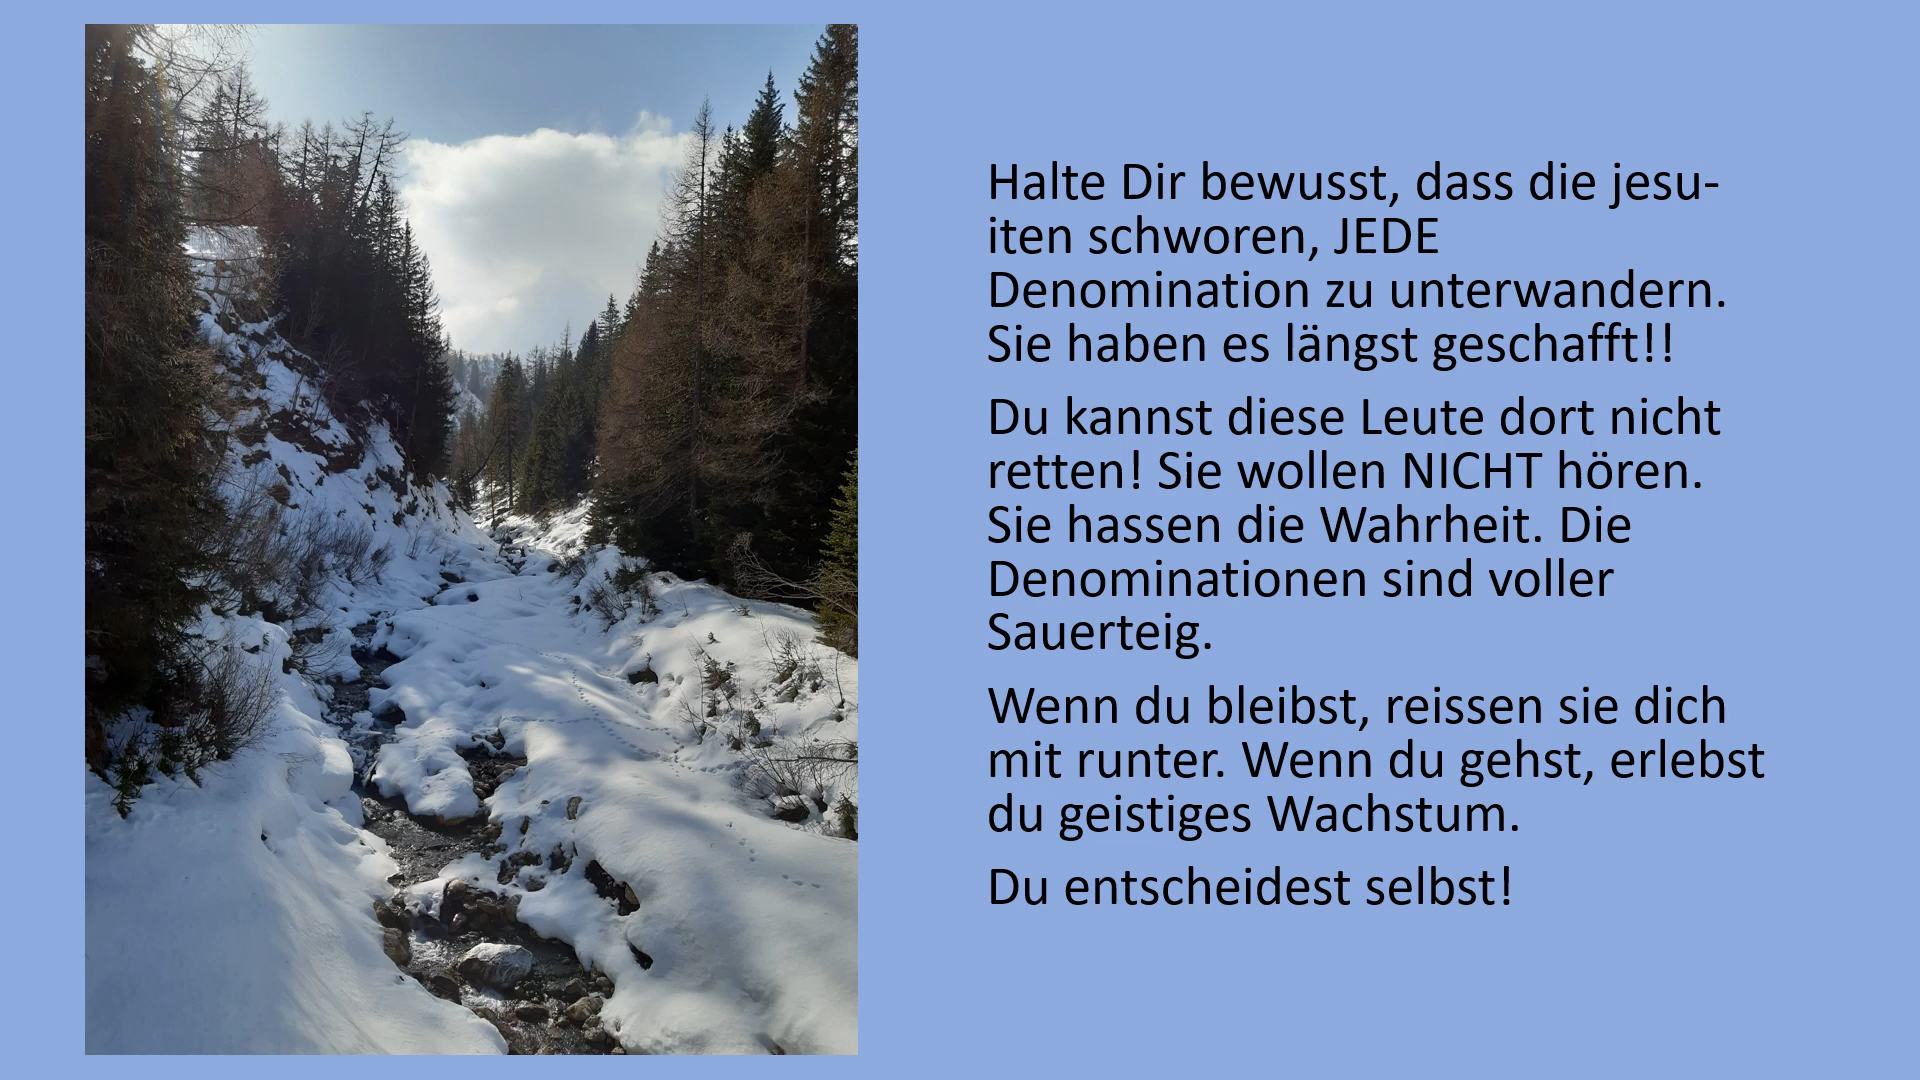 Halte Dir bewusst, dass die jesu-
iten schworen, JEDE
Denomination zu unterwandern.
Sie haben es längst geschafft!!
Du kannst diese Leute dort nicht
retten! Sie wollen NICHT hören.
Sie hassen die Wahrheit. Die
Denominationen sind voller
Sauerteig.
Wenn du bleibst, reissen sie dich
mit runter. Wenn du gehst, erlebst
du geistiges Wachstum.
Du entscheidest selbst!